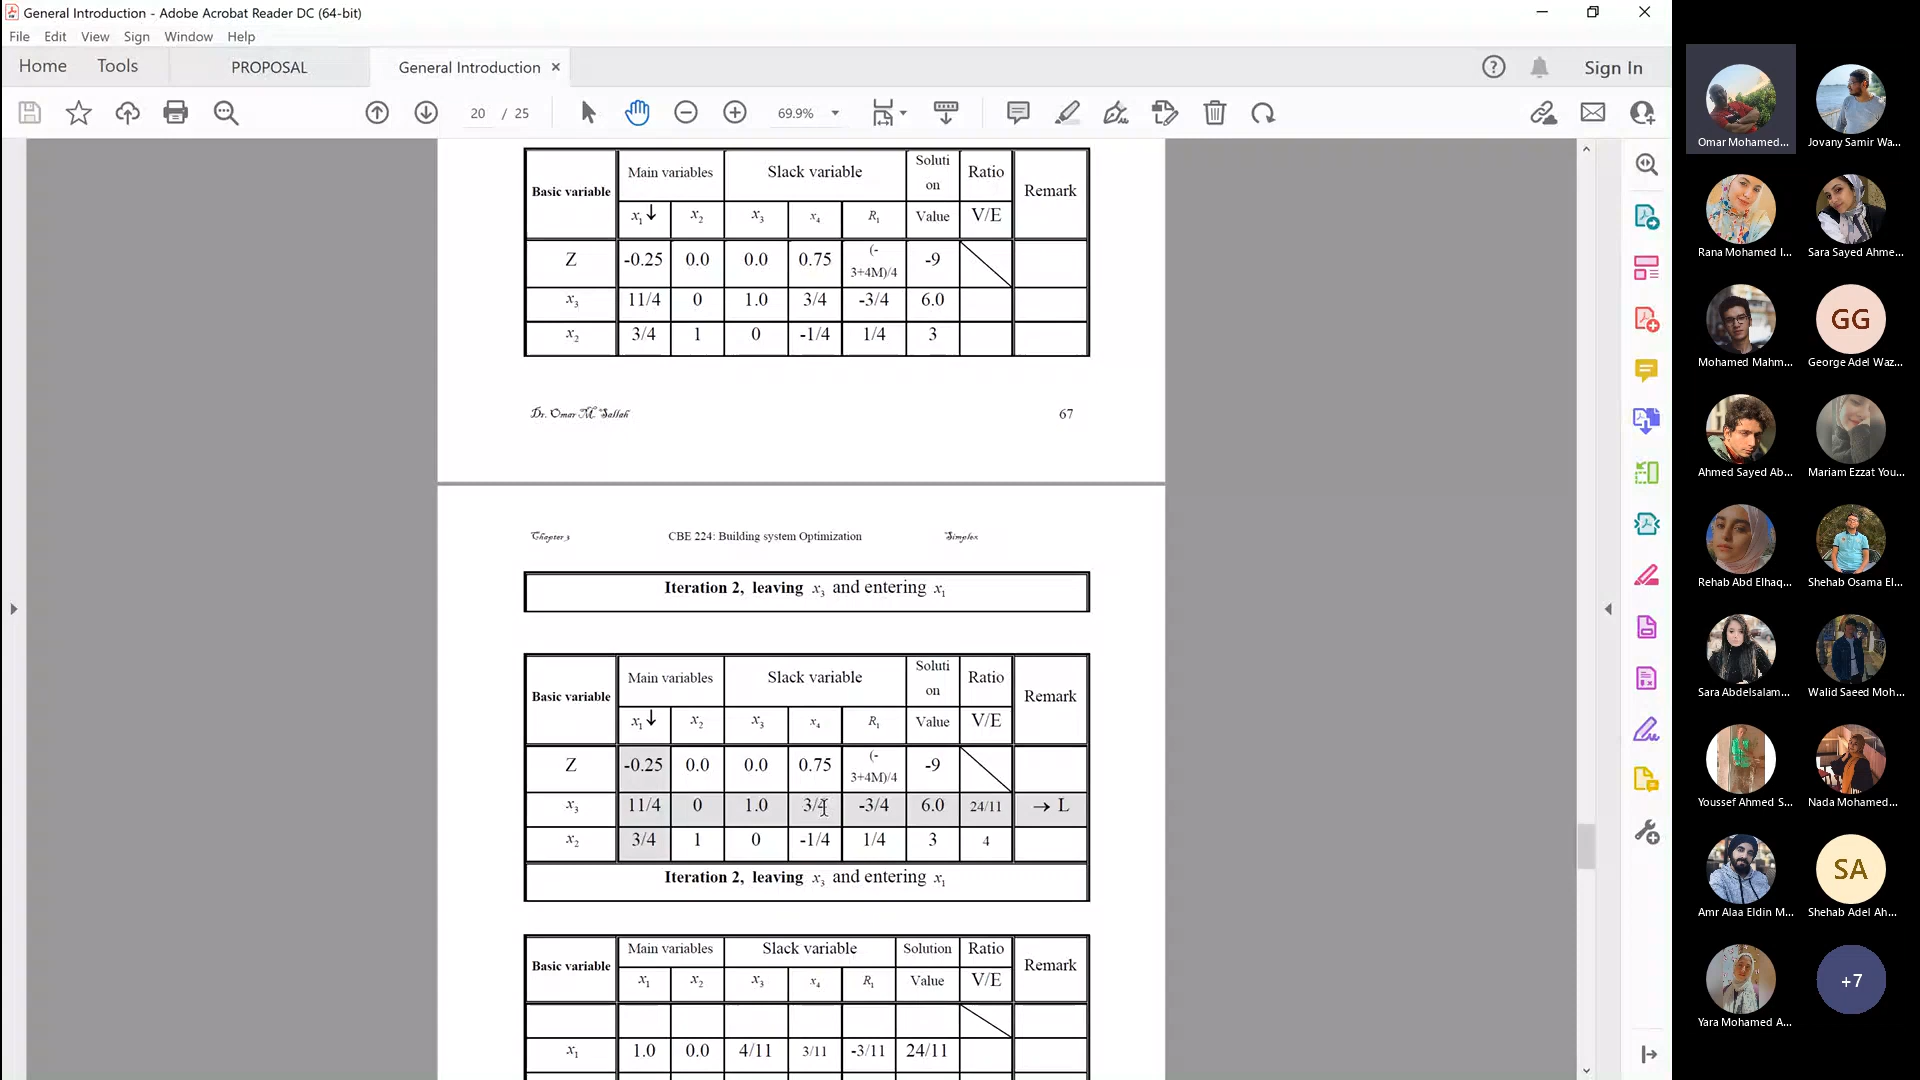 General Introduction - Adobe Acrobat Reader DC (64-bit)
File Edit View Sign Window Help
Home Tools PROPOSAL General Introduction × Sign In
20 / 25 69.9%
Basic variable Main variables Slack variable Soluti on Ratio Remark
x₁↓ x₂ x₃ x₄ R₁ Value V/E
Z -0.25 0.0 0.0 0.75 (-3+4M)/4 -9
x₃ 11/4 0 1.0 3/4 -3/4 6.0
x₂ 3/4 1 0 -1/4 1/4 3
Dr. Omar M. Sallah 67
Chapter 3 CBE 224: Building system Optimization Simplex
Iteration 2, leaving x₃ and entering x₁
Basic variable Main variables Slack variable Soluti on Ratio Remark
x₁↓ x₂ x₃ x₄ R₁ Value V/E
Z -0.25 0.0 0.0 0.75 (-3+4M)/4 -9
x₃ 11/4 0 1.0 3/4 -3/4 6.0 24/11 → L
x₂ 3/4 1 0 -1/4 1/4 3 4
Iteration 2, leaving x₃ and entering x₁
Basic variable Main variables Slack variable Solution Ratio Remark
x₁ x₂ x₃ x₄ R₁ Value V/E
x₁ 1.0 0.0 4/11 3/11 -3/11 24/11
Omar Mohamed... Jovany Samir Wa...
Rana Mohamed I... Sara Sayed Ahme...
Mohamed Mahm... GG George Adel Waz...
Ahmed Sayed Ab... Mariam Ezzat You...
Rehab Abd Elhaq... Shehab Osama El...
Sara Abdelsalam... Walid Saeed Moh...
Youssef Ahmed S... Nada Mohamed...
Amr Alaa Eldin M... SA Shehab Adel Ah...
Yara Mohamed A... +7